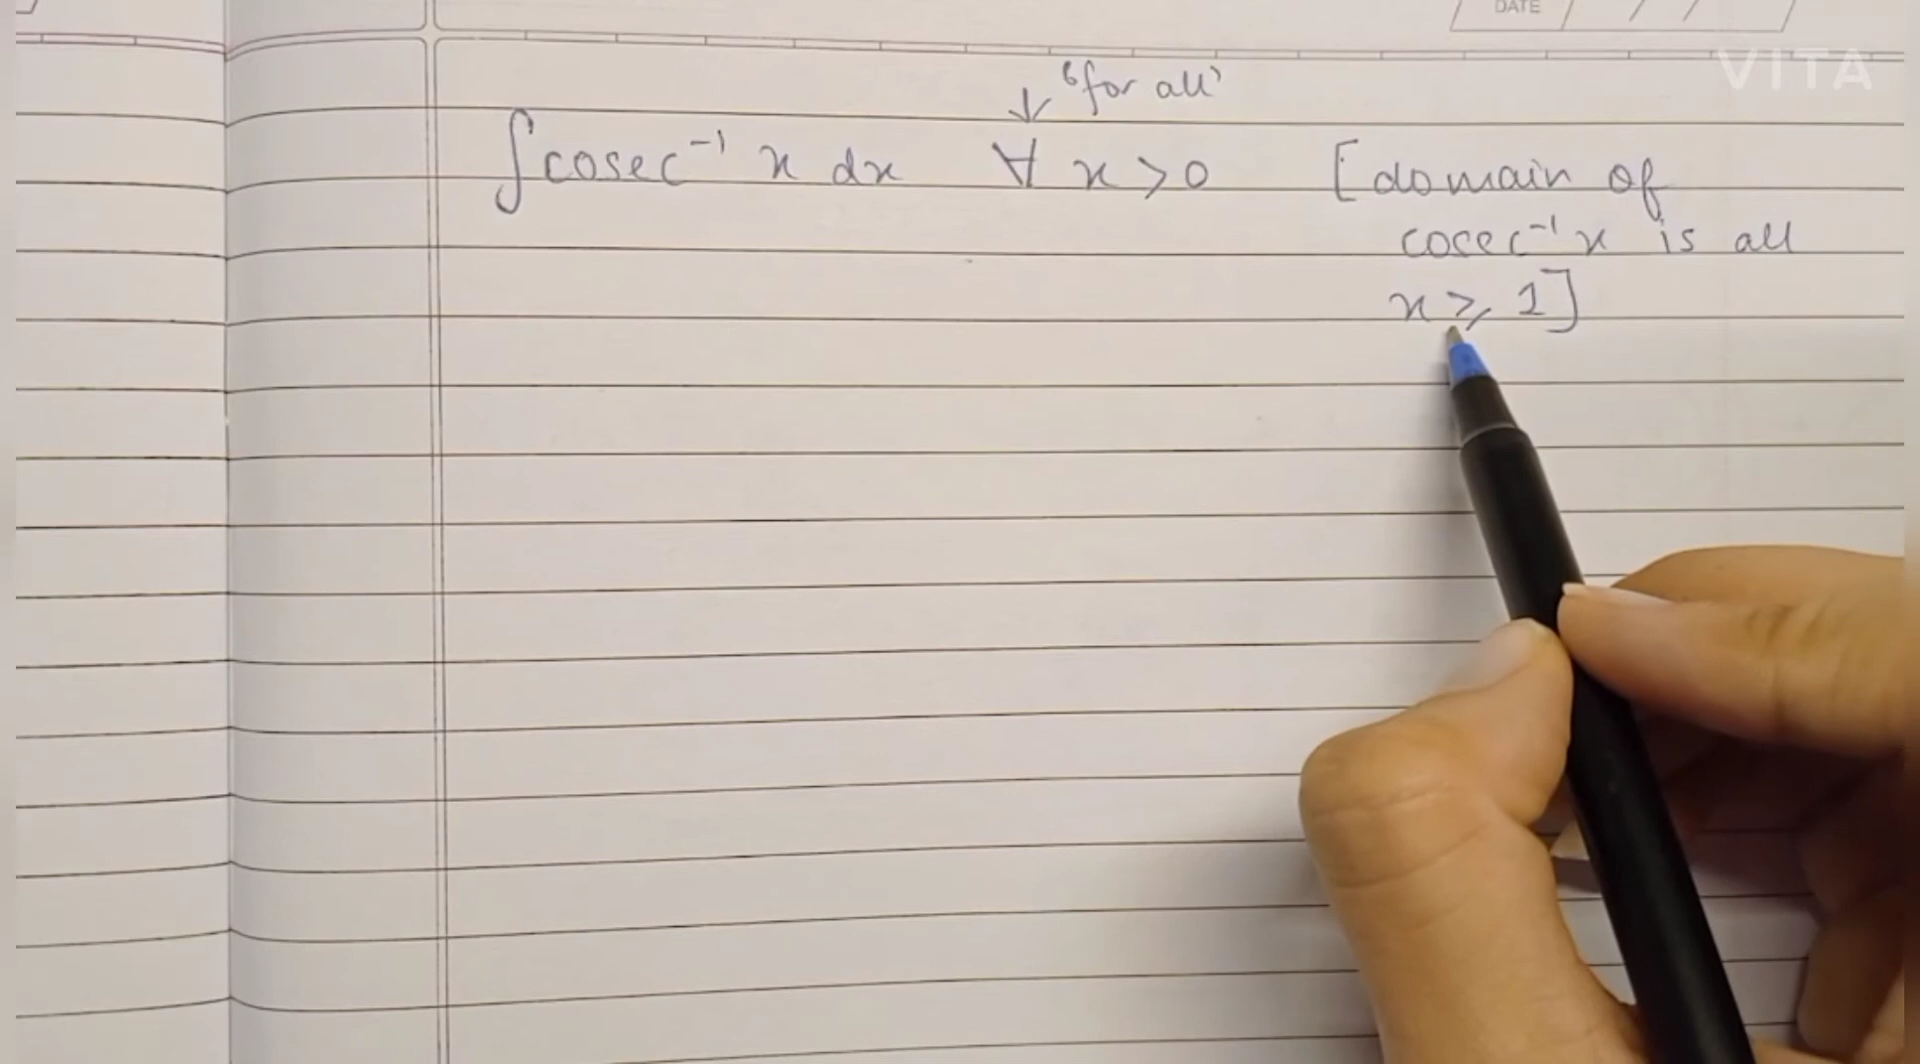 DATE
VITA
'for all'
↓
∫cosec⁻¹ x dx ∀ x > 0 [domain of
cosec⁻¹ x is all
x ⩾ 1]